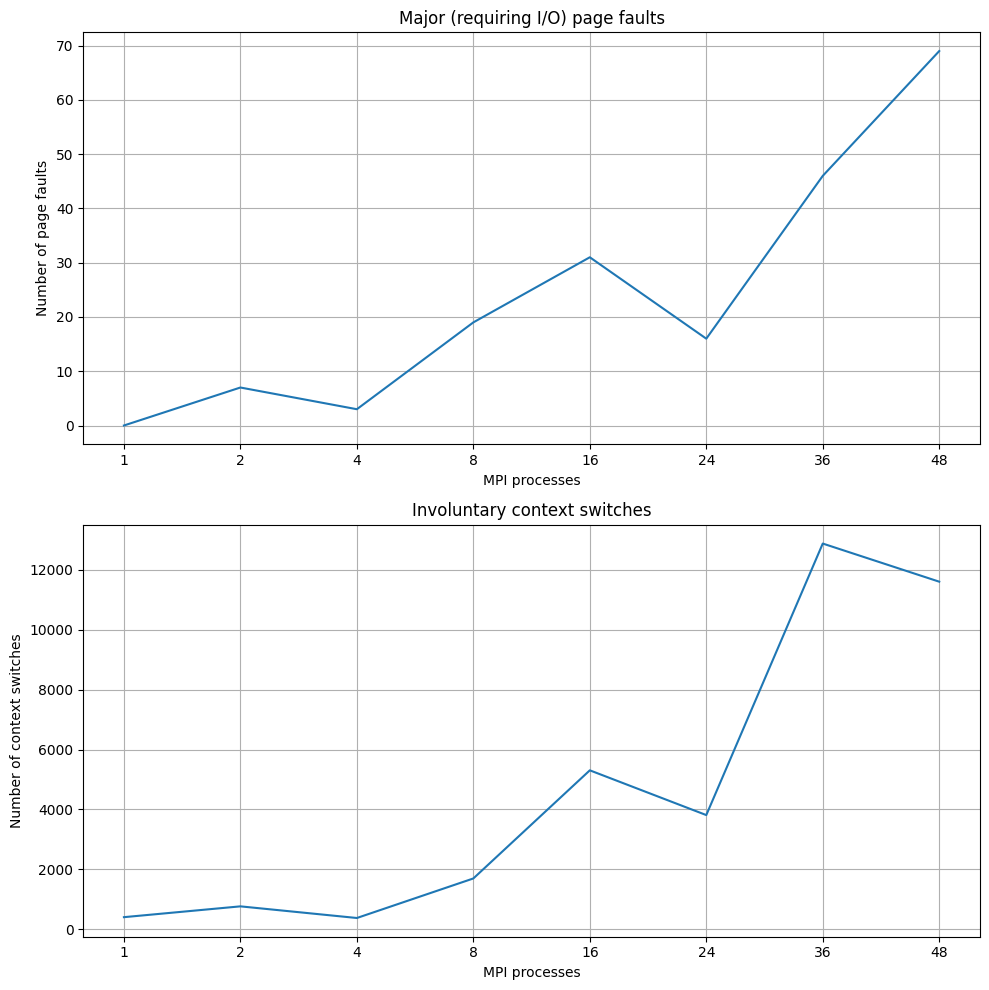 Major (requiring I/O) page faults
Number of page faults
70
60
50
40
30
20
10
0
1 2 4 8 16 24 36 48
MPI processes
Involuntary context switches
Number of context switches
12000
10000
8000
6000
4000
2000
0
1 2 4 8 16 24 36 48
MPI processes